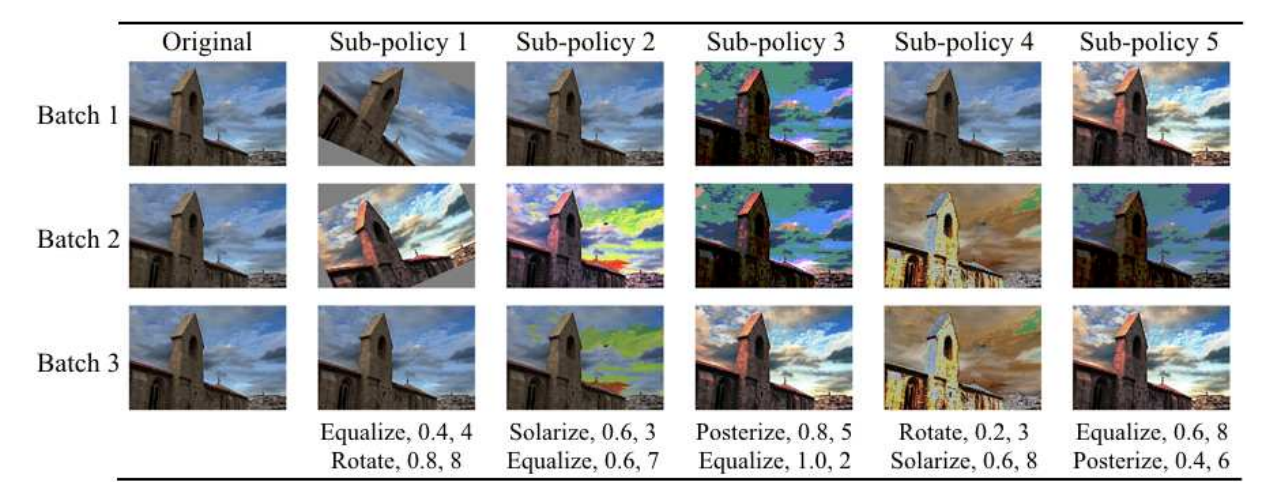 Original Sub-policy 1 Sub-policy 2 Sub-policy 3 Sub-policy 4 Sub-policy 5
Batch 1
Batch 2
Batch 3
Equalize, 0.4, 4 Solarize, 0.6, 3 Posterize, 0.8, 5 Rotate, 0.2, 3 Equalize, 0.6, 8
Rotate, 0.8, 8 Equalize, 0.6, 7 Equalize, 1.0, 2 Solarize, 0.6, 8 Posterize, 0.4, 6